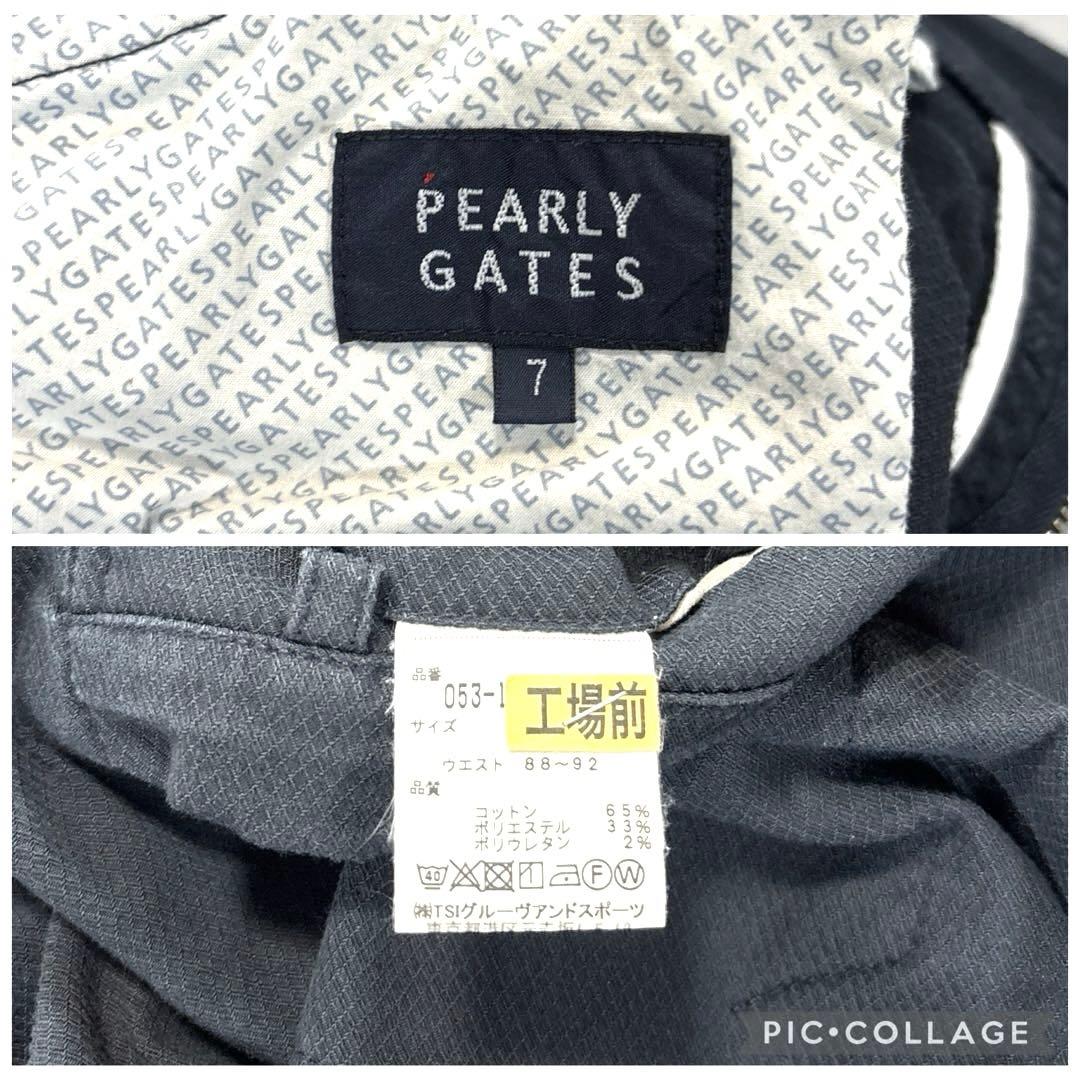 PEARLY
GATES
7
品番
053-1
工場前
サイズ
ウエスト 88~92
品質
コットン 65%
ポリエステル 33%
ポリウレタン 2%
40
F W
㈱TSIグルーヴアンドスポーツ
PIC•COLLAGE